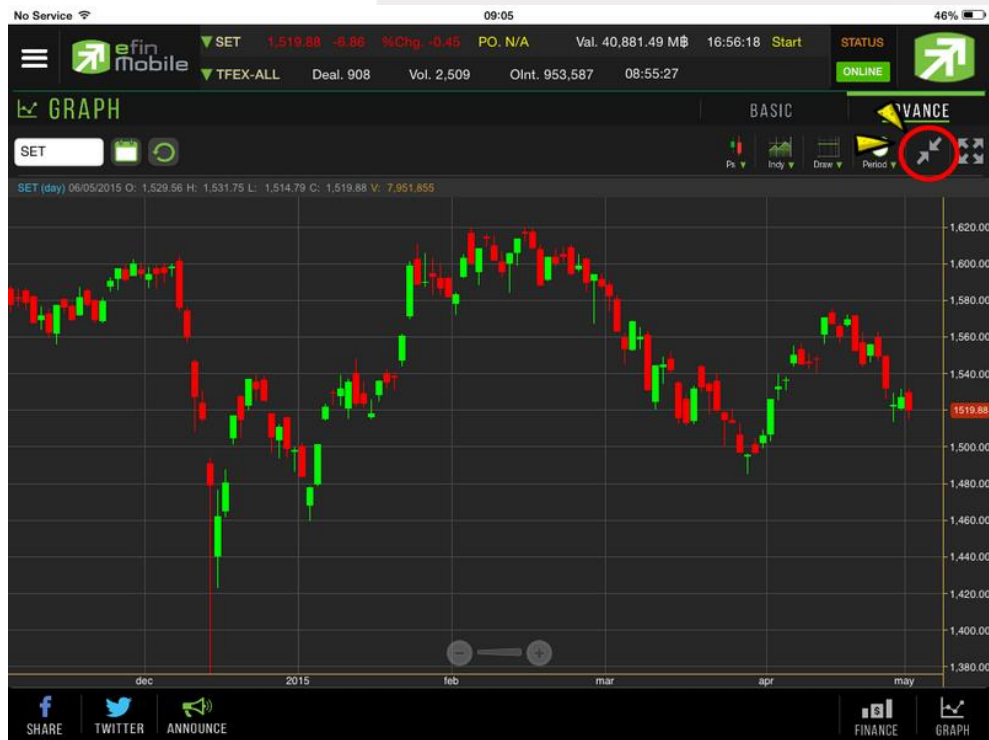 No Service 09:05 46%
efin Mobile
SET 1,519.88 -6.86 %Chg. -0.45 PO. N/A Val. 40,881.49 M฿ 16:56:18 Start STATUS
TFEX-ALL Deal. 908 Vol. 2,509 OInt. 953,587 08:55:27 ONLINE
GRAPH BASIC
SET
Ps Indy Draw Period
SET (day) 06/05/2015 O: 1,529.56 H: 1,531.75 L: 1,514.79 C: 1,519.88 V: 7,951,855
1,620.00
1,600.00
1,580.00
1,560.00
1,540.00
1519.88
1,500.00
1,480.00
1,460.00
1,440.00
1,420.00
1,400.00
1,380.00
dec 2015 feb mar apr may
SHARE TWITTER ANNOUNCE FINANCE GRAPH